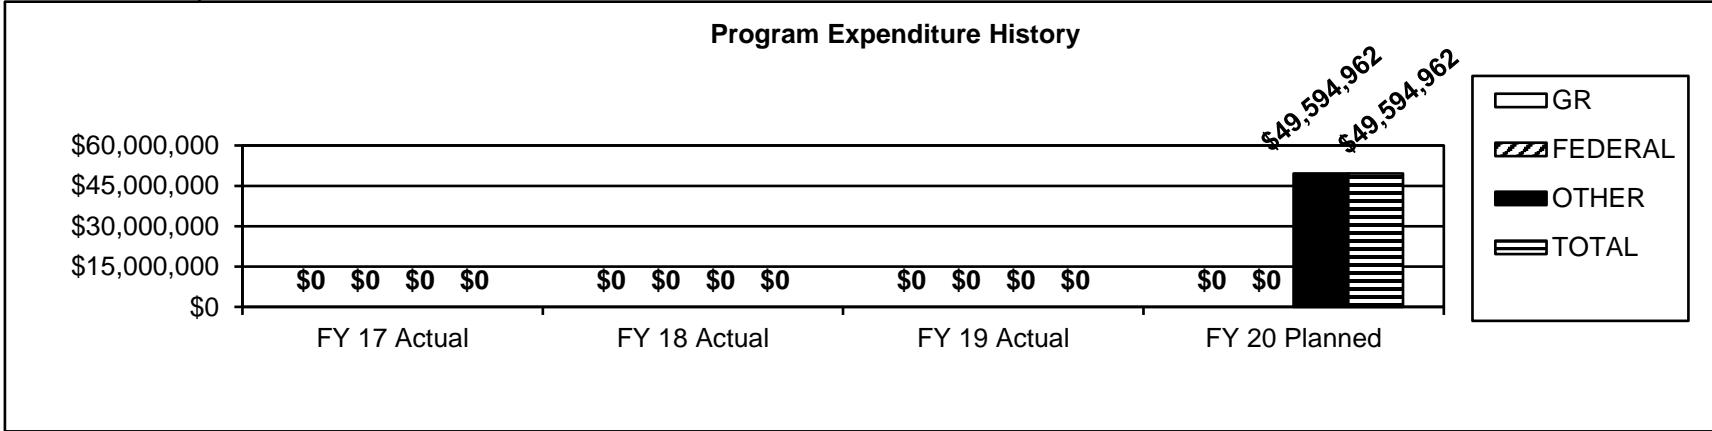 Program Expenditure History
$49,594,962 $49,594,962
$60,000,000
$45,000,000
$30,000,000
$15,000,000
$0
$0 $0 $0 $0 $0 $0 $0 $0 $0 $0 $0 $0 $0 $0
FY 17 Actual FY 18 Actual FY 19 Actual FY 20 Planned
GR
FEDERAL
OTHER
TOTAL